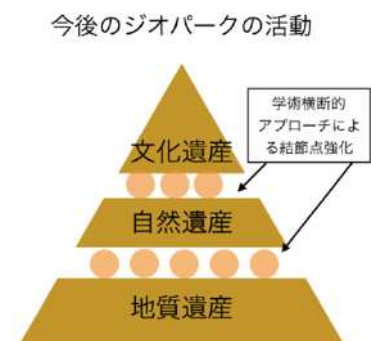 今後のジオパークの活動
学術横断的
アプローチによ
る結節点強化
文化遺産
自然遺産
地質遺産